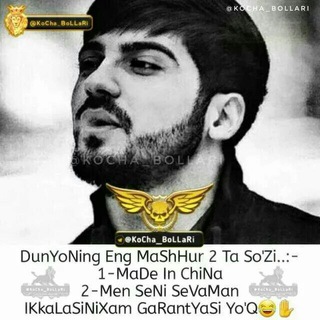 @KoCha_BoLLaRi
@KOCHA_BOLLARI
@KOCHA_BOLLARI
@KoCha_BoLLaRi
DunYoNing Eng MaShHur 2 Ta So'Zi..:-
1-MaDe In ChiNa
2-Men SeNi SeVaMan
IKkaLaSiNiXam GaRantYaSi Yo'Q😂✋